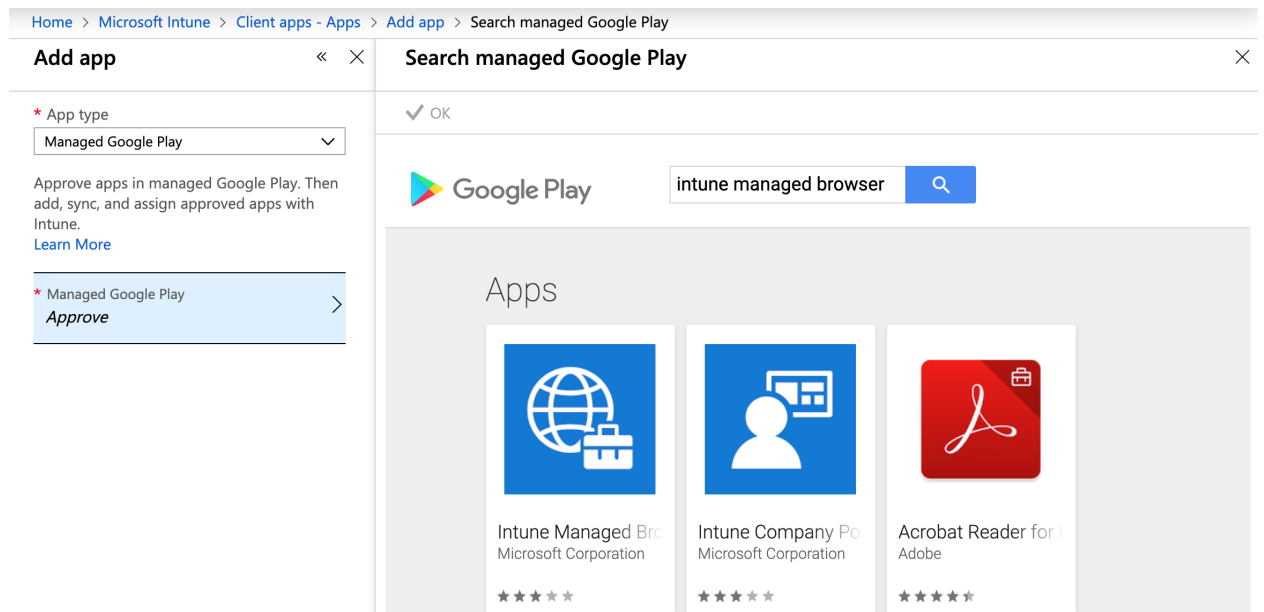 Home > Microsoft Intune > Client apps - Apps > Add app > Search managed Google Play
Add app
Search managed Google Play
* App type
OK
Managed Google Play
Approve apps in managed Google Play. Then
add, sync, and assign approved apps with
Intune.
Learn More
Google Play
intune managed browser
* Managed Google Play
Approve
Apps
Intune Managed Bro
Microsoft Corporation
Intune Company Po
Microsoft Corporation
Acrobat Reader for
Adobe